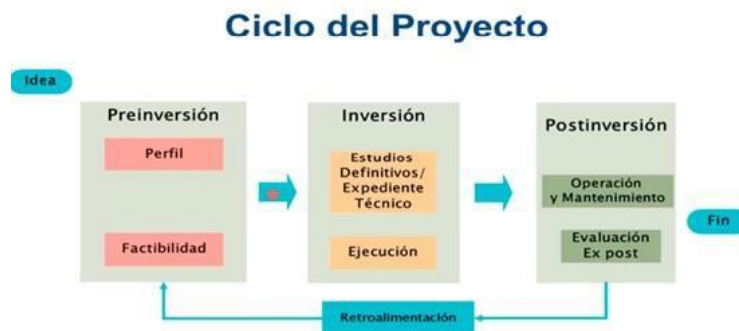 Ciclo del Proyecto
Idea
Preinversión
Perfil
Factibilidad
Inversión
Estudios
Definitivos/
Expediente
Técnico
Ejecución
Postinversión
Operación
y Mantenimiento
Evaluación
Ex post
Fin
Retroalimentación